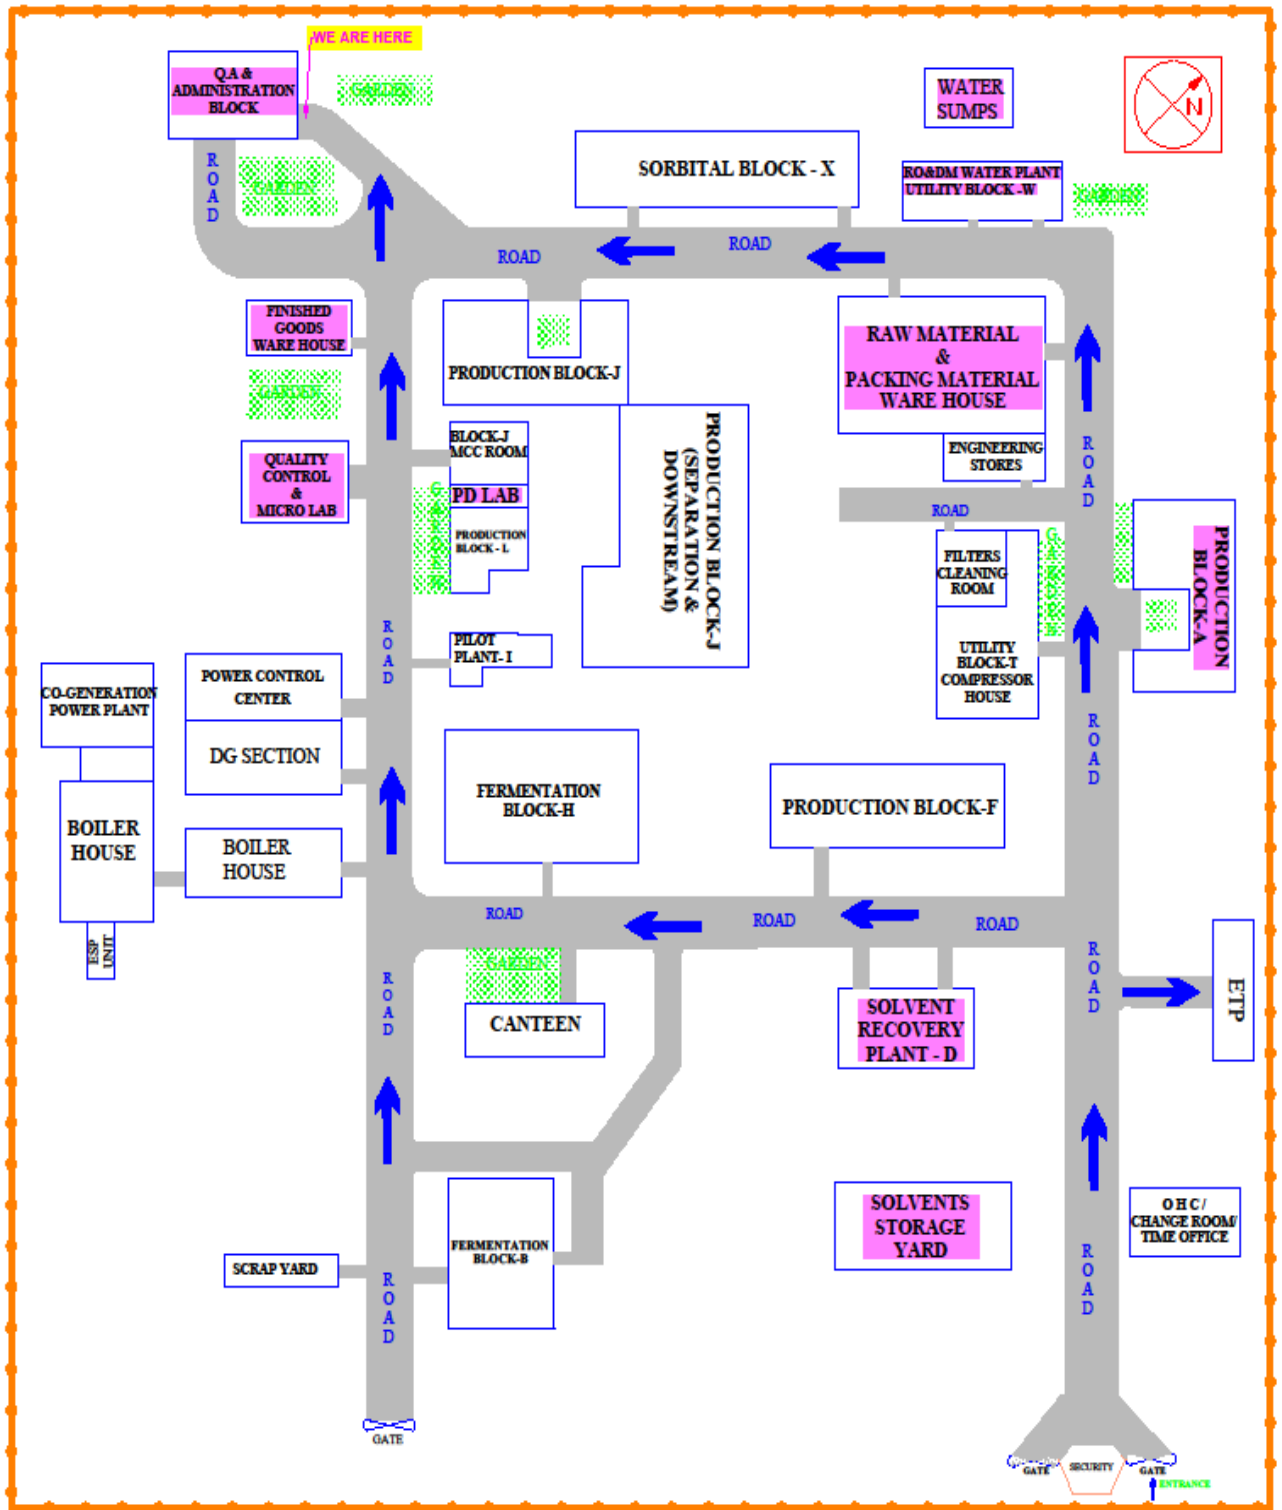 WE ARE HERE
Q.A &
ADMINISTRATION
BLOCK
GARDEN
WATER
SUMPS
N
ROAD
GARDEN
SORBITAL BLOCK - X
RO&DM WATER PLANT
UTILITY BLOCK -W
GARDEN
ROAD
ROAD
FINISHED
GOODS
WARE HOUSE
GARDEN
PRODUCTION BLOCK-J
RAW MATERIAL
&
PACKING MATERIAL
WARE HOUSE
BLOCK-J
MCC ROOM
PD LAB
PRODUCTION
BLOCK - L
GARDEN
PRODUCTION BLOCK-J
(SEPARATION &
DOWNSTREAM)
ENGINEERING
STORES
ROAD
QUALITY
CONTROL
&
MICRO LAB
ROAD
FILTERS
CLEANING
ROOM
GARDEN
PRODUCTION
BLOCK-A
UTILITY
BLOCK-T
COMPRESSOR
HOUSE
ROAD
PILOT
PLANT- I
POWER CONTROL
CENTER
CO-GENERATION
POWER PLANT
DG SECTION
ROAD
FERMENTATION
BLOCK-H
PRODUCTION BLOCK-F
BOILER
HOUSE
BOILER
HOUSE
ESP
UNIT
ROAD
ROAD
ROAD
GARDEN
ROAD
ROAD
ETP
CANTEEN
SOLVENT
RECOVERY
PLANT - D
SOLVENTS
STORAGE
YARD
O H C /
CHANGE ROOM/
TIME OFFICE
FERMENTATION
BLOCK-B
SCRAP YARD
ROAD
ROAD
GATE
GATE
SECURITY
GATE
ENTRANCE